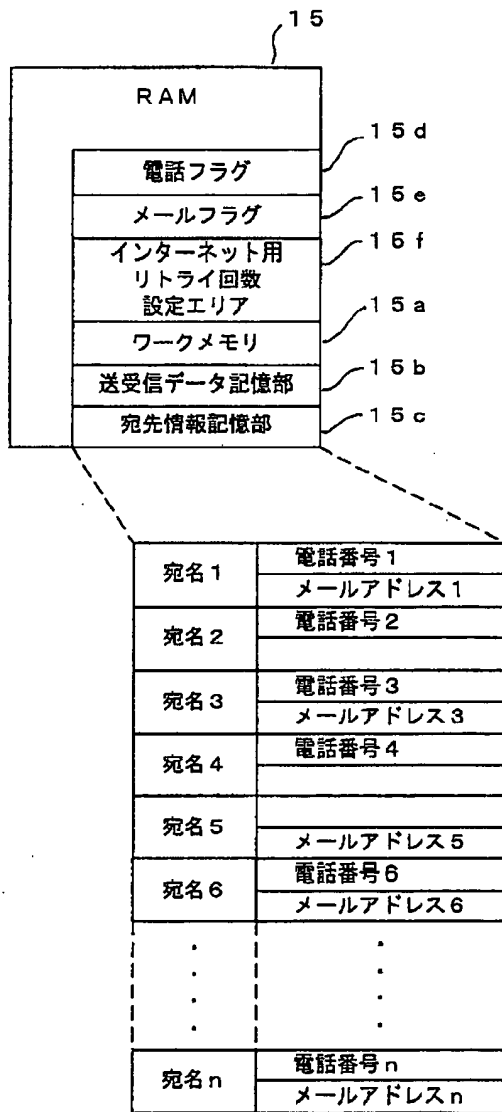 15
RAM
電話フラグ
15d
メールフラグ
15e
インターネット用
リトライ回数
設定エリア
15f
ワークメモリ
15a
送受信データ記憶部
15b
宛先情報記憶部
15c
宛名1
電話番号1
メールアドレス1
宛名2
電話番号2
宛名3
電話番号3
メールアドレス3
宛名4
電話番号4
宛名5
メールアドレス5
宛名6
電話番号6
メールアドレス6
宛名n
電話番号n
メールアドレスn